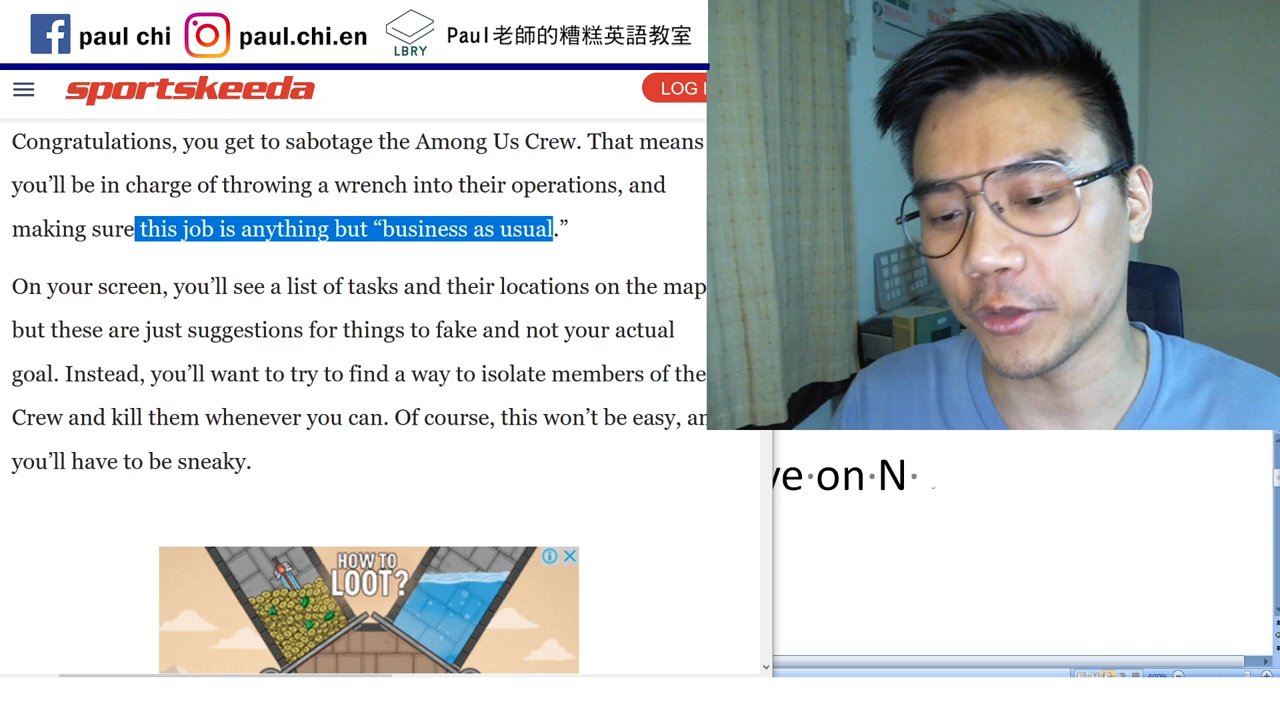 paul chi paul.chi.en LBRY Paul老師的糟糕英語教室
sportskeeda LOG
Congratulations, you get to sabotage the Among Us Crew. That means
you’ll be in charge of throwing a wrench into their operations, and
making sure this job is anything but “business as usual.”
On your screen, you’ll see a list of tasks and their locations on the map
but these are just suggestions for things to fake and not your actual
goal. Instead, you’ll want to try to find a way to isolate members of the
Crew and kill them whenever you can. Of course, this won’t be easy, an
you’ll have to be sneaky.
HOW TO
LOOT?
ve·on·N·